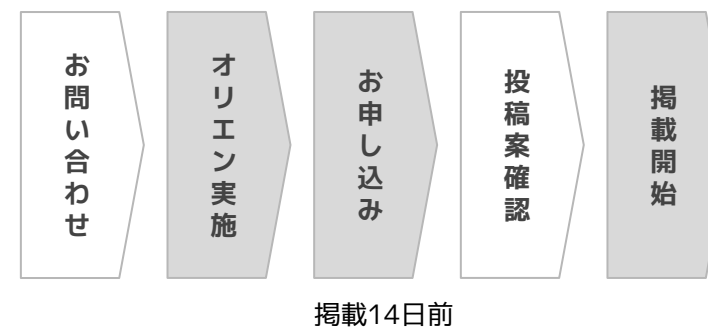 お問い合わせ
オリエン実施
お申し込み
投稿案確認
掲載開始
掲載14日前